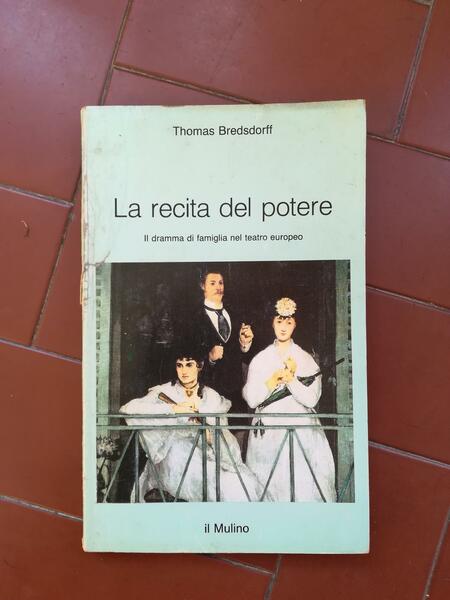 Thomas Bredsdorff
La recita del potere
Il dramma di famiglia nel teatro europeo
il Mulino